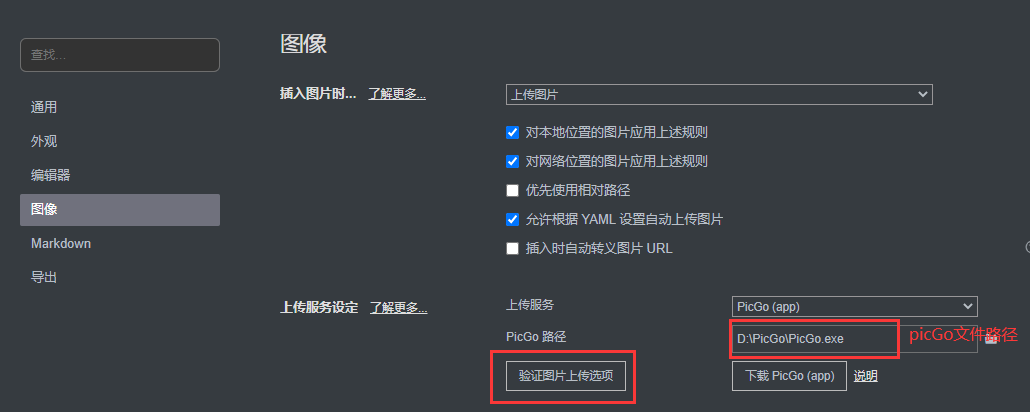 图像
查找...
插入图片时... 了解更多... 上传图片
通用
对本地位置的图片应用上述规则
外观
对网络位置的图片应用上述规则
编辑器
优先使用相对路径
图像
允许根据 YAML 设置自动上传图片
Markdown
插入时自动转义图片 URL
导出
上传服务设定 了解更多... 上传服务 PicGo (app)
PicGo 路径 D:\PicGo\PicGo.exe picGo文件路径
验证图片上传选项 下载 PicGo (app) 说明